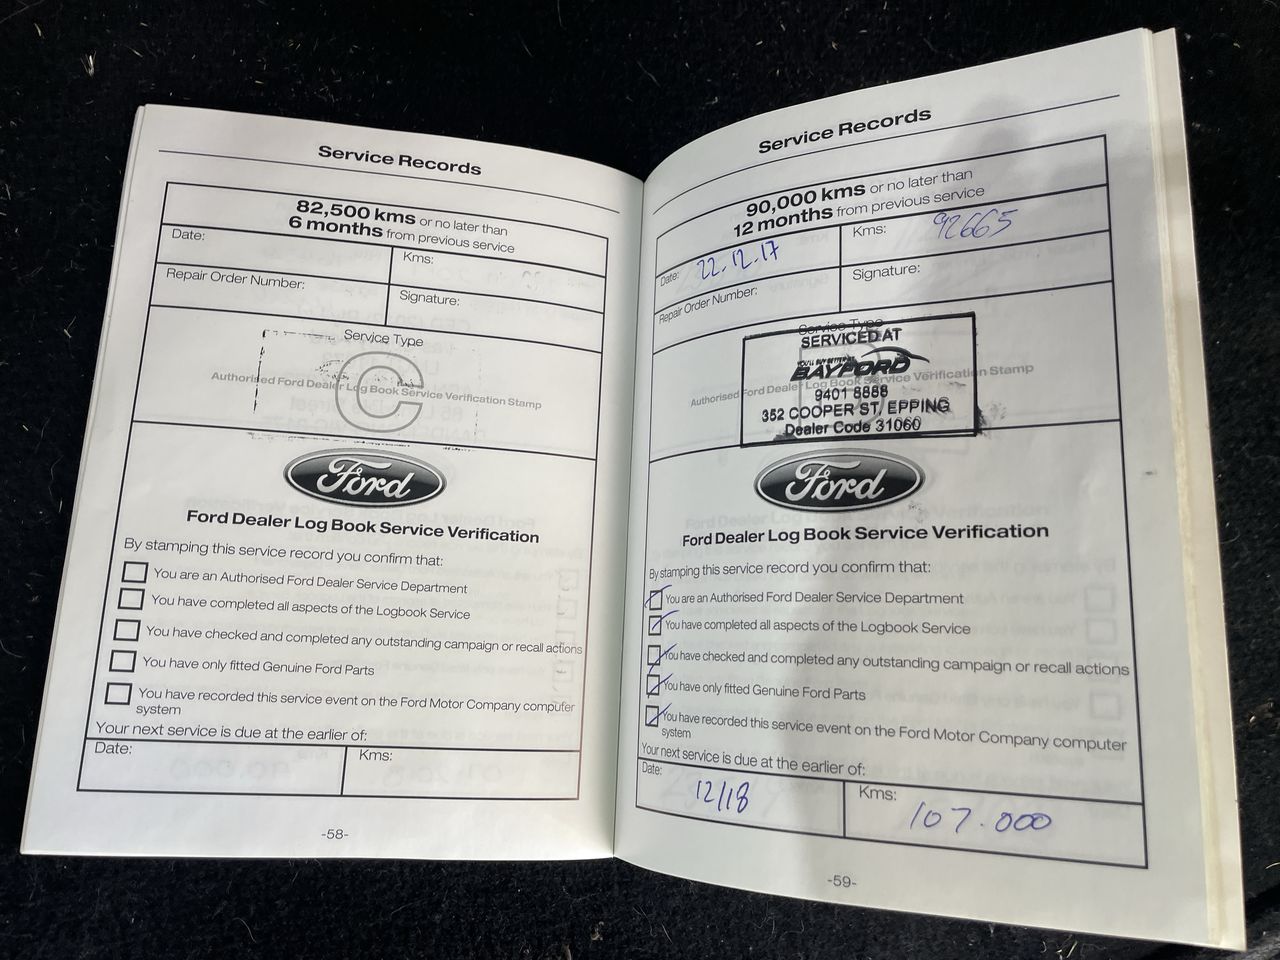 Service Records
82,500 kms or no later than
6 months from previous service
Date:
Kms:
Repair Order Number:
Signature:
Service Type
C
Authorised Ford Dealer Log Book Service Verification Stamp
Ford
Ford Dealer Log Book Service Verification
By stamping this service record you confirm that:
You are an Authorised Ford Dealer Service Department
You have completed all aspects of the Logbook Service
You have checked and completed any outstanding campaign or recall actions
You have only fitted Genuine Ford Parts
You have recorded this service event on the Ford Motor Company computer
system
Your next service is due at the earlier of:
Date:
Kms:
-58-
Service Records
90,000 kms or no later than
12 months from previous service
Date: 22.12.17
Kms: 92665
Repair Order Number:
Signature:
Service Type
SERVICED AT
YOU'LL BUY BETTER AT
BAYFORD
Authorised Ford Dealer Log Book Service Verification Stamp
9401 8888
352 COOPER ST, EPPING
Dealer Code 31060
Ford
Ford Dealer Log Book Service Verification
By stamping this service record you confirm that:
You are an Authorised Ford Dealer Service Department
You have completed all aspects of the Logbook Service
You have checked and completed any outstanding campaign or recall actions
You have only fitted Genuine Ford Parts
You have recorded this service event on the Ford Motor Company computer
system
Your next service is due at the earlier of:
Date: 12/18
Kms: 107.000
-59-